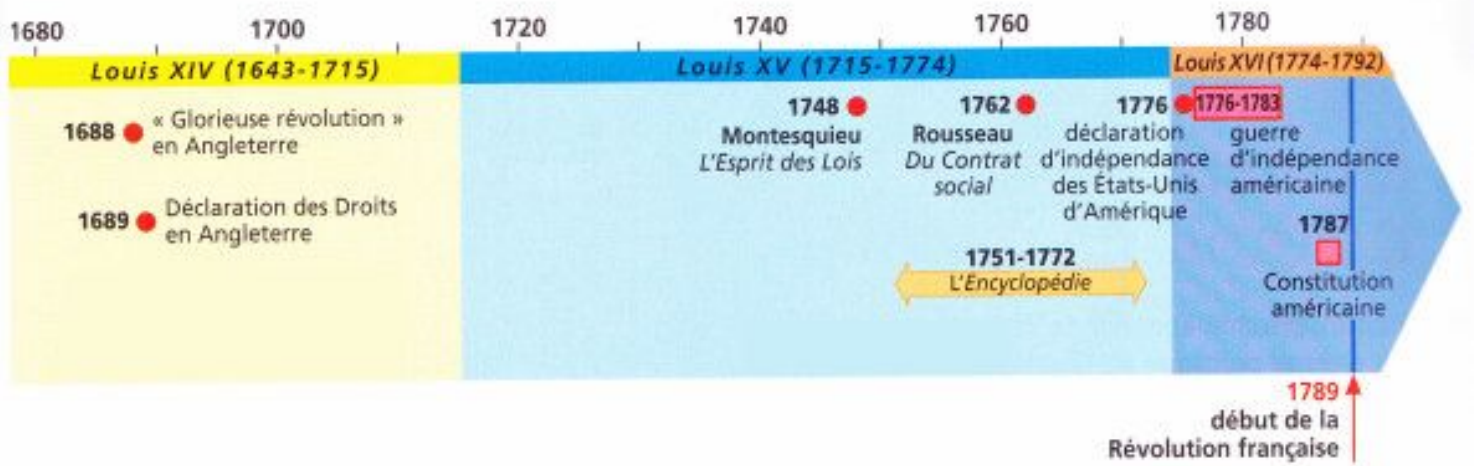 1680 1700 1720 1740 1760 1780
Louis XIV (1643-1715) Louis XV (1715-1774) Louis XVI (1774-1792)
1688
« Glorieuse révolution »
en Angleterre
1689
Déclaration des Droits
en Angleterre
1748
Montesquieu
L'Esprit des Lois
1762
Rousseau
Du Contrat
social
1751-1772
L'Encyclopédie
1776
déclaration
d'indépendance
des États-Unis
d'Amérique
1776-1783
guerre
d'indépendance
américaine
1787
Constitution
américaine
1789
début de la
Révolution française